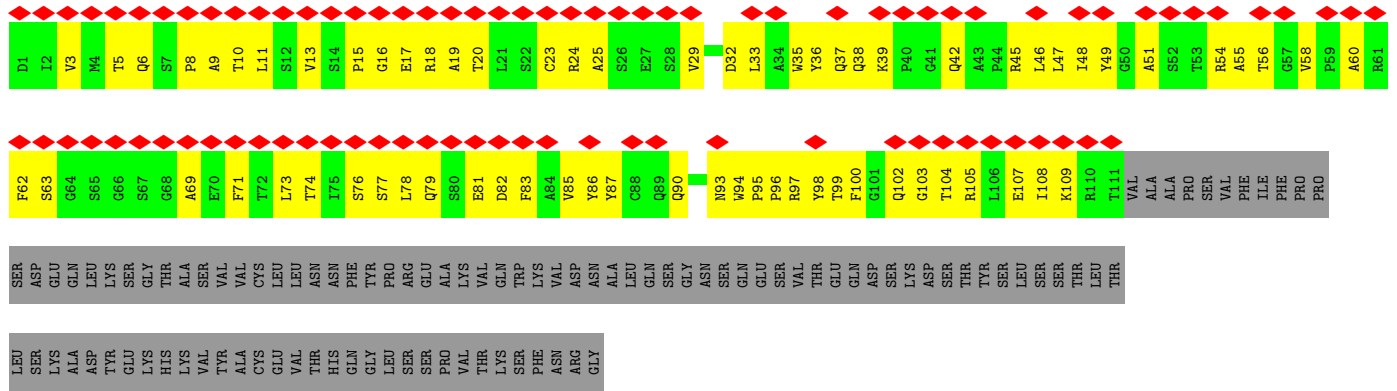 D1 I2 V3 M4 T5 Q6 S7 P8 A9 T10 L11 S12 V13 S14 P15 G16 E17 R18 A19 T20 L21 S22 C23 R24 A25 S26 E27 S28 V29 D32 L33 A34 W35 Y36 Q37 Q38 K39 P40 G41 Q42 A43 P44 R45 L46 L47 I48 Y49 G50 A51 S52 T53 R54 A55 T56 G57 V58 P59 A60 R61
F62 S63 G64 S65 G66 S67 G68 A69 E70 F71 T72 L73 T74 I75 S76 S77 L78 Q79 S80 E81 D82 F83 A84 V85 Y86 Y87 C88 Q89 Q90 N93 W94 P95 P96 R97 Y98 T99 F100 G101 Q102 G103 T104 R105 L106 E107 I108 K109 R110 T111 VAL ALA ALA PRO SER VAL PHE ILE PHE PRO PRO
SER ASP GLU GLN LEU LYS SER GLY THR ALA SER VAL VAL CYS LEU LEU ASN ASN PHE TYR PRO ARG GLU ALA LYS VAL GLN TRP LYS VAL ASP ASN ALA LEU GLN SER GLY ASN SER GLN GLU SER VAL THR GLU GLN ASP SER LYS ASP SER THR TYR SER LEU SER SER THR LEU THR
LEU SER LYS ALA ASP TYR GLU LYS HIS LYS VAL TYR ALA CYS GLU VAL THR HIS GLN GLY LEU SER SER PRO VAL THR LYS SER PHE ASN ARG GLY